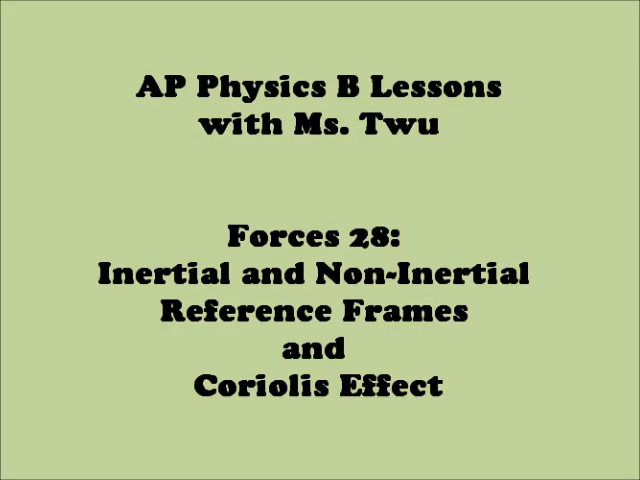 AP Physics B Lessons
with Ms. Twu
Forces 28:
Inertial and Non-Inertial
Reference Frames
and
Coriolis Effect